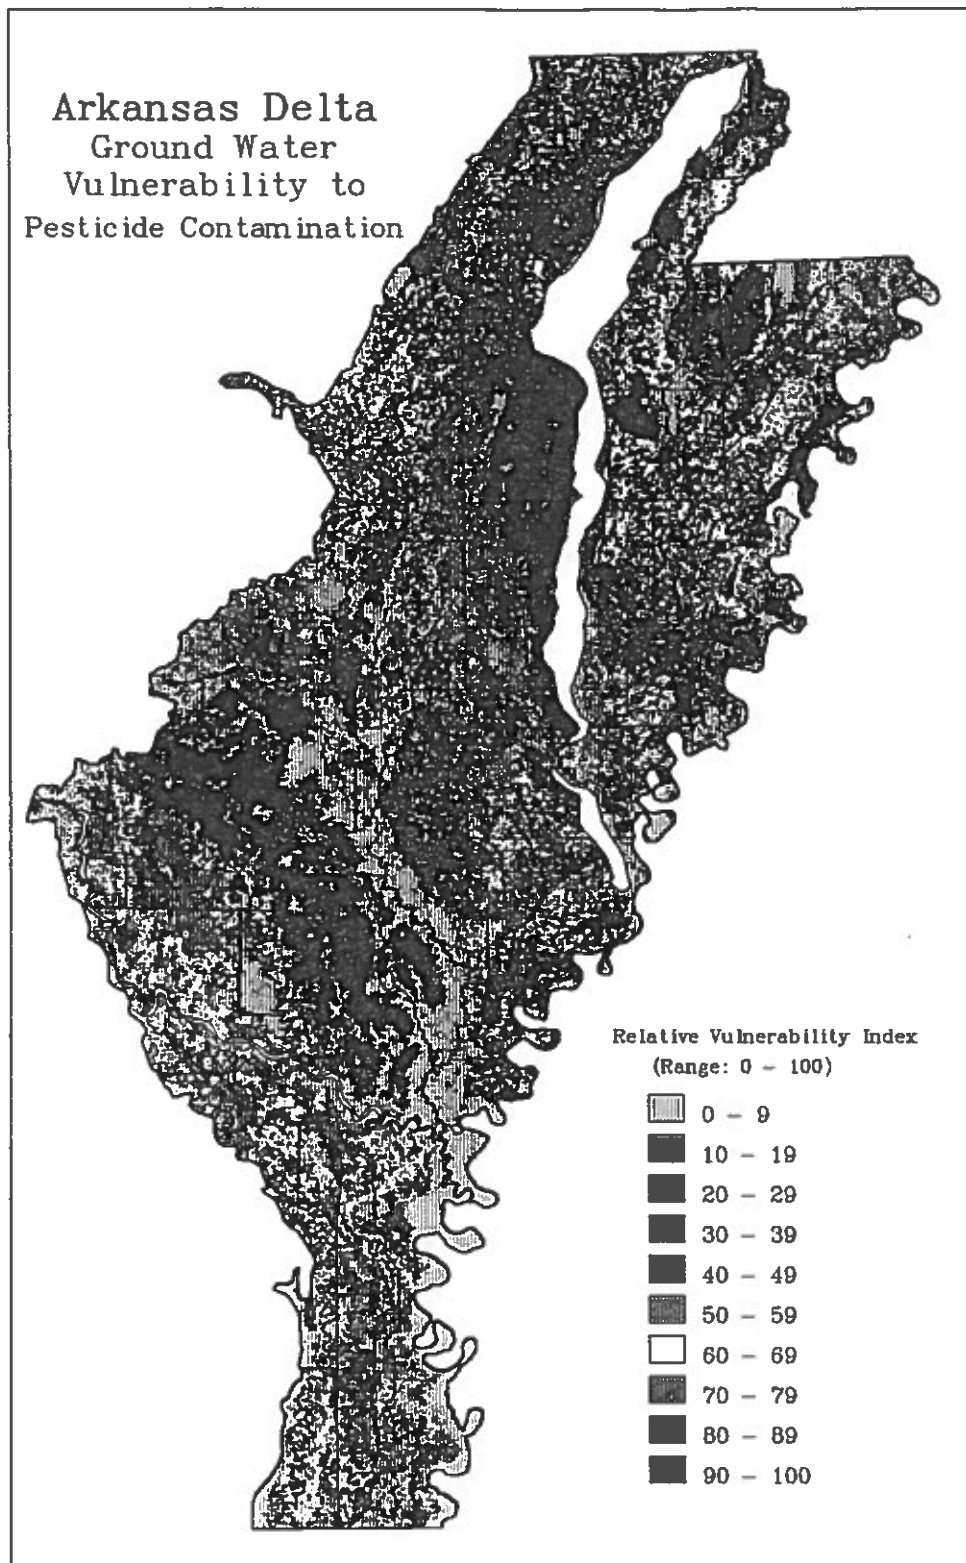 Arkansas Delta
Ground Water
Vulnerability to
Pesticide Contamination
Relative Vulnerability Index
(Range: 0 - 100)
0 - 9
10 - 19
20 - 29
30 - 39
40 - 49
50 - 59
60 - 69
70 - 79
80 - 89
90 - 100